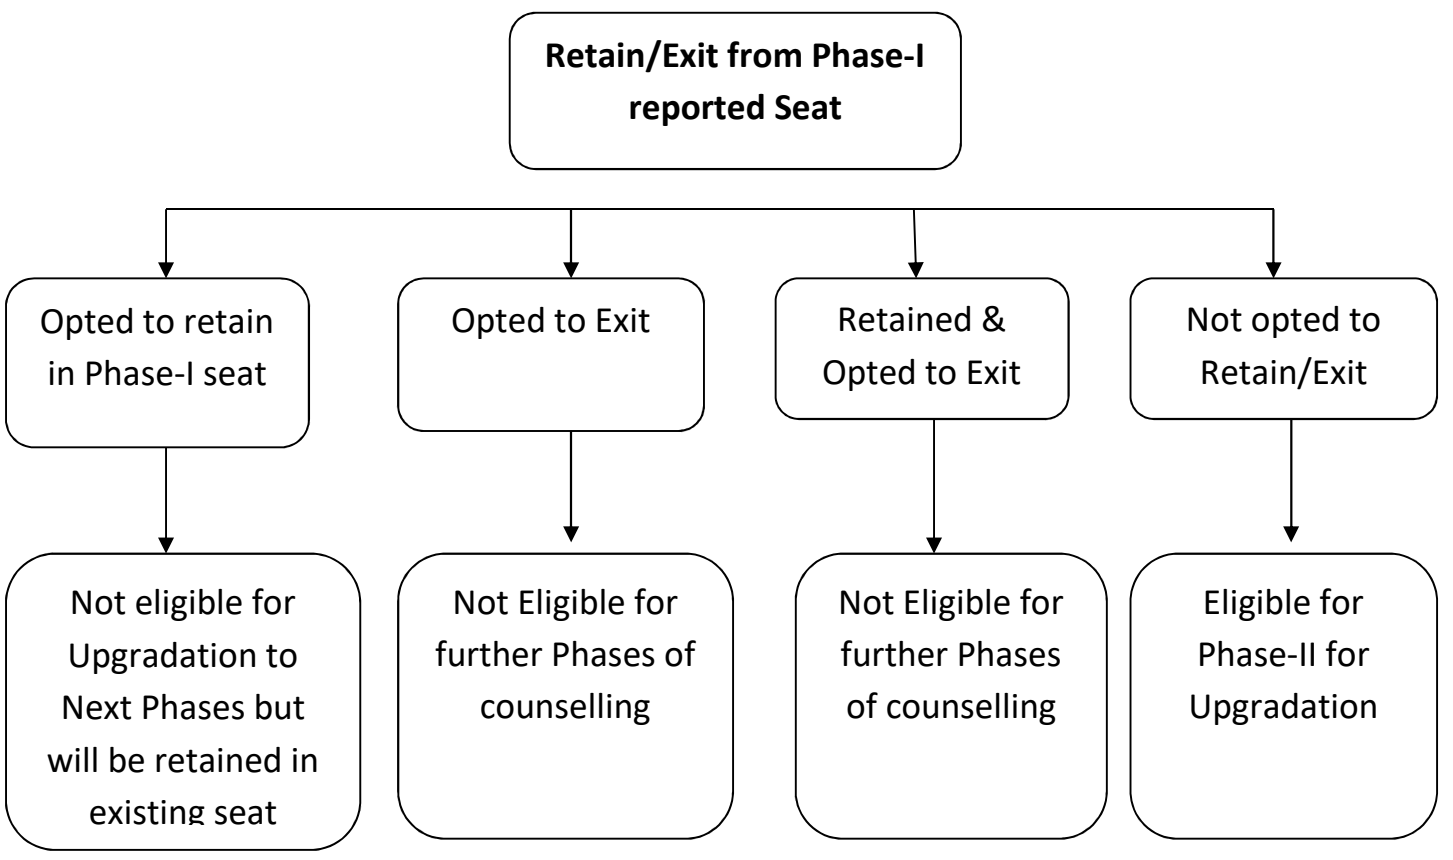 Retain/Exit from Phase-I
reported Seat
Opted to retain
in Phase-I seat
Opted to Exit
Retained &
Opted to Exit
Not opted to
Retain/Exit
Not eligible for
Upgradation to
Next Phases but
will be retained in
existing seat
Not Eligible for
further Phases of
counselling
Not Eligible for
further Phases
of counselling
Eligible for
Phase-II for
Upgradation